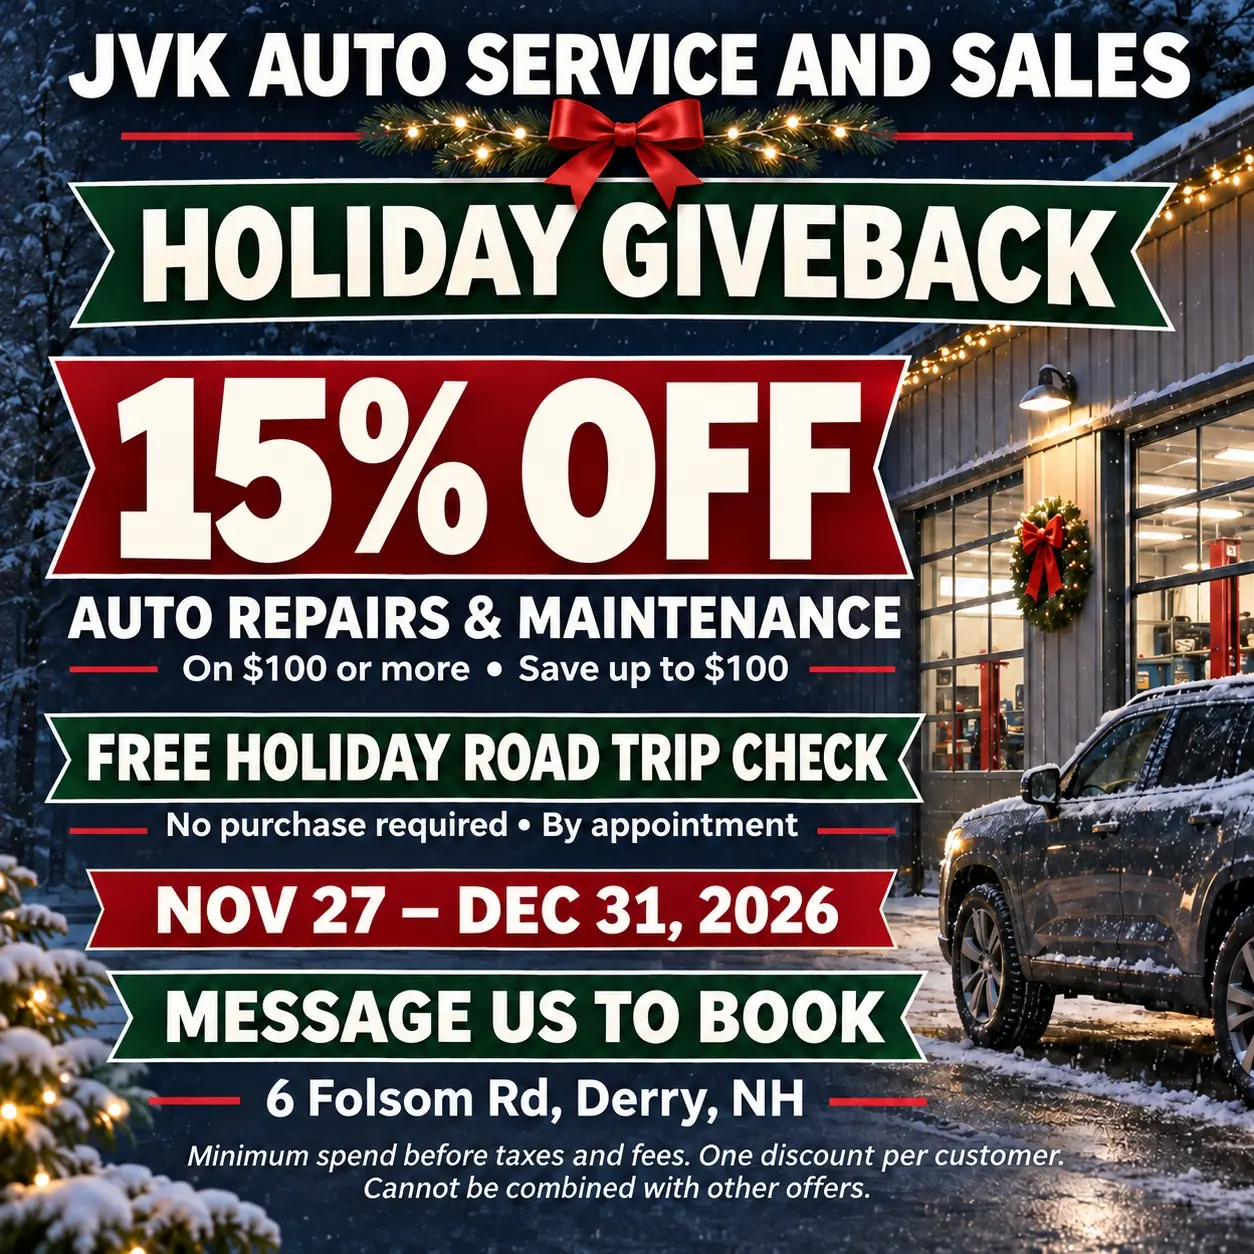 JVK AUTO SERVICE AND SALES
HOLIDAY GIVEBACK
15% OFF
AUTO REPAIRS & MAINTENANCE
On $100 or more • Save up to $100
FREE HOLIDAY ROAD TRIP CHECK
No purchase required • By appointment
NOV 27 – DEC 31, 2026
MESSAGE US TO BOOK
6 Folsom Rd, Derry, NH
Minimum spend before taxes and fees. One discount per customer.
Cannot be combined with other offers.